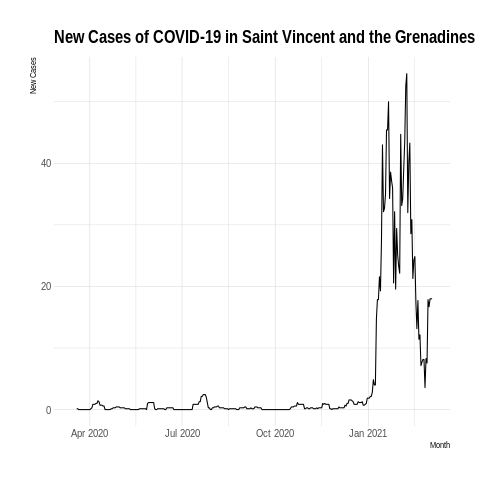 New Cases of COVID-19 in Saint Vincent and the Grenadines
New Cases
40
20
0
Apr 2020 Jul 2020 Oct 2020 Jan 2021
Month